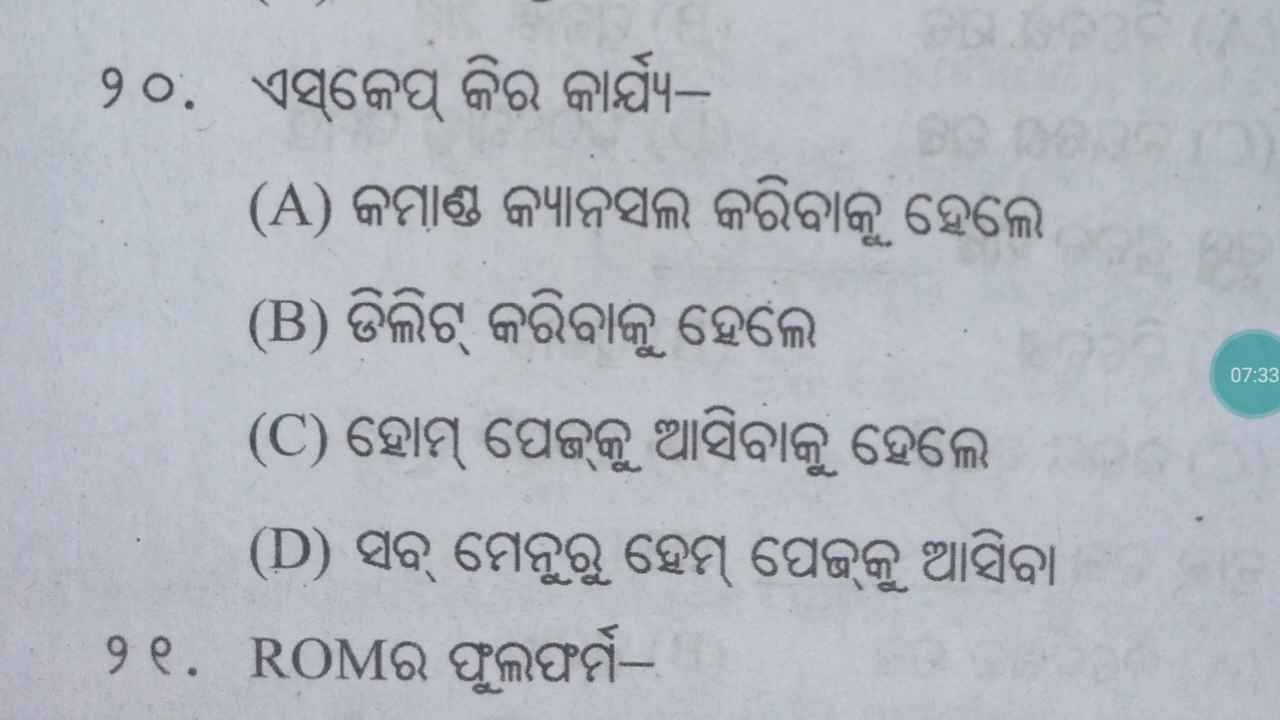 ୨୦. ଏସ୍‌କେପ୍ କିର କାର୍ଯ୍ୟ–
(A) କମାଣ୍ଡ କ୍ୟାନସଲ କରିବାକୁ ହେଲେ
(B) ଡିଲିଟ୍ କରିବାକୁ ହେଲେ
(C) ହୋମ୍ ପେଜ୍‌କୁ ଆସିବାକୁ ହେଲେ
07:33
(D) ସବ୍ ମେନୁରୁ ହେମ୍ ପେଜ୍‌କୁ ଆସିବା
୨୧. ROMର ଫୁଲଫର୍ମ–